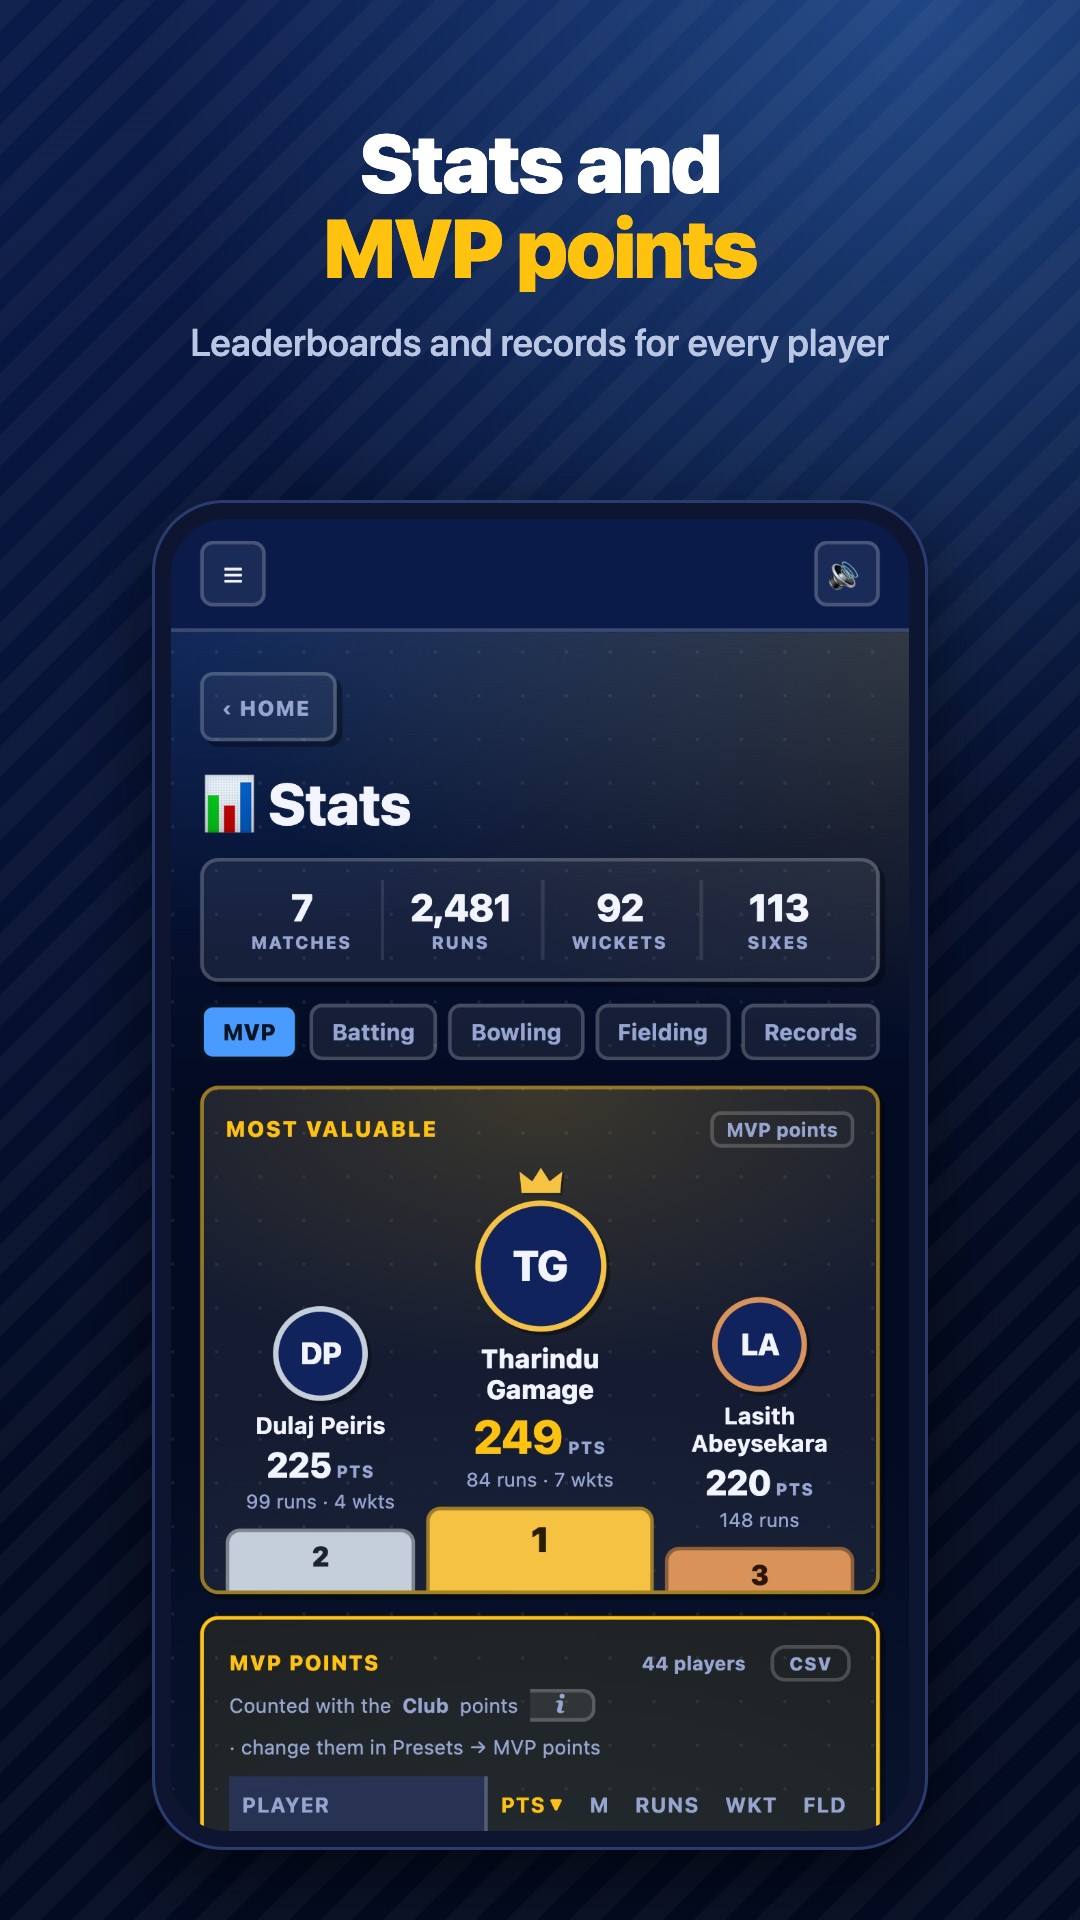 Stats and
MVP points
Leaderboards and records for every player
≡
‹ HOME
Stats
7 2,481 92 113
MATCHES RUNS WICKETS SIXES
MVP Batting Bowling Fielding Records
MOST VALUABLE MVP points
TG
DP
LA
Tharindu
Gamage
249 PTS
84 runs · 7 wkts
Dulaj Peiris
225 PTS
99 runs · 4 wkts
Lasith
Abeysekara
220 PTS
148 runs
2
1
3
MVP POINTS 44 players CSV
Counted with the Club points i
· change them in Presets → MVP points
PLAYER PTS▼ M RUNS WKT FLD